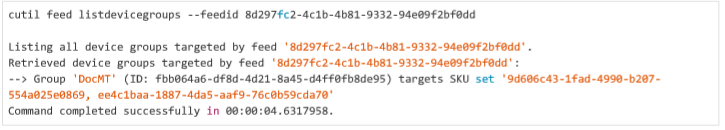 cutil feed listdevicegroups --feedid 8d297fc2-4c1b-4b81-9332-94e09f2bf0dd
Listing all device groups targeted by feed '8d297fc2-4c1b-4b81-9332-94e09f2bf0dd'.
Retrieved device groups targeted by feed '8d297fc2-4c1b-4b81-9332-94e09f2bf0dd':
--> Group 'DocMT' (ID: fbb064a6-df8d-4d21-8a45-d4ff0fb8de95) targets SKU set '9d606c43-1fad-4990-b207-
554a025e0869, ee4c1baa-1887-4da5-aaf9-76c0b59cda70'
Command completed successfully in 00:00:04.6317958.